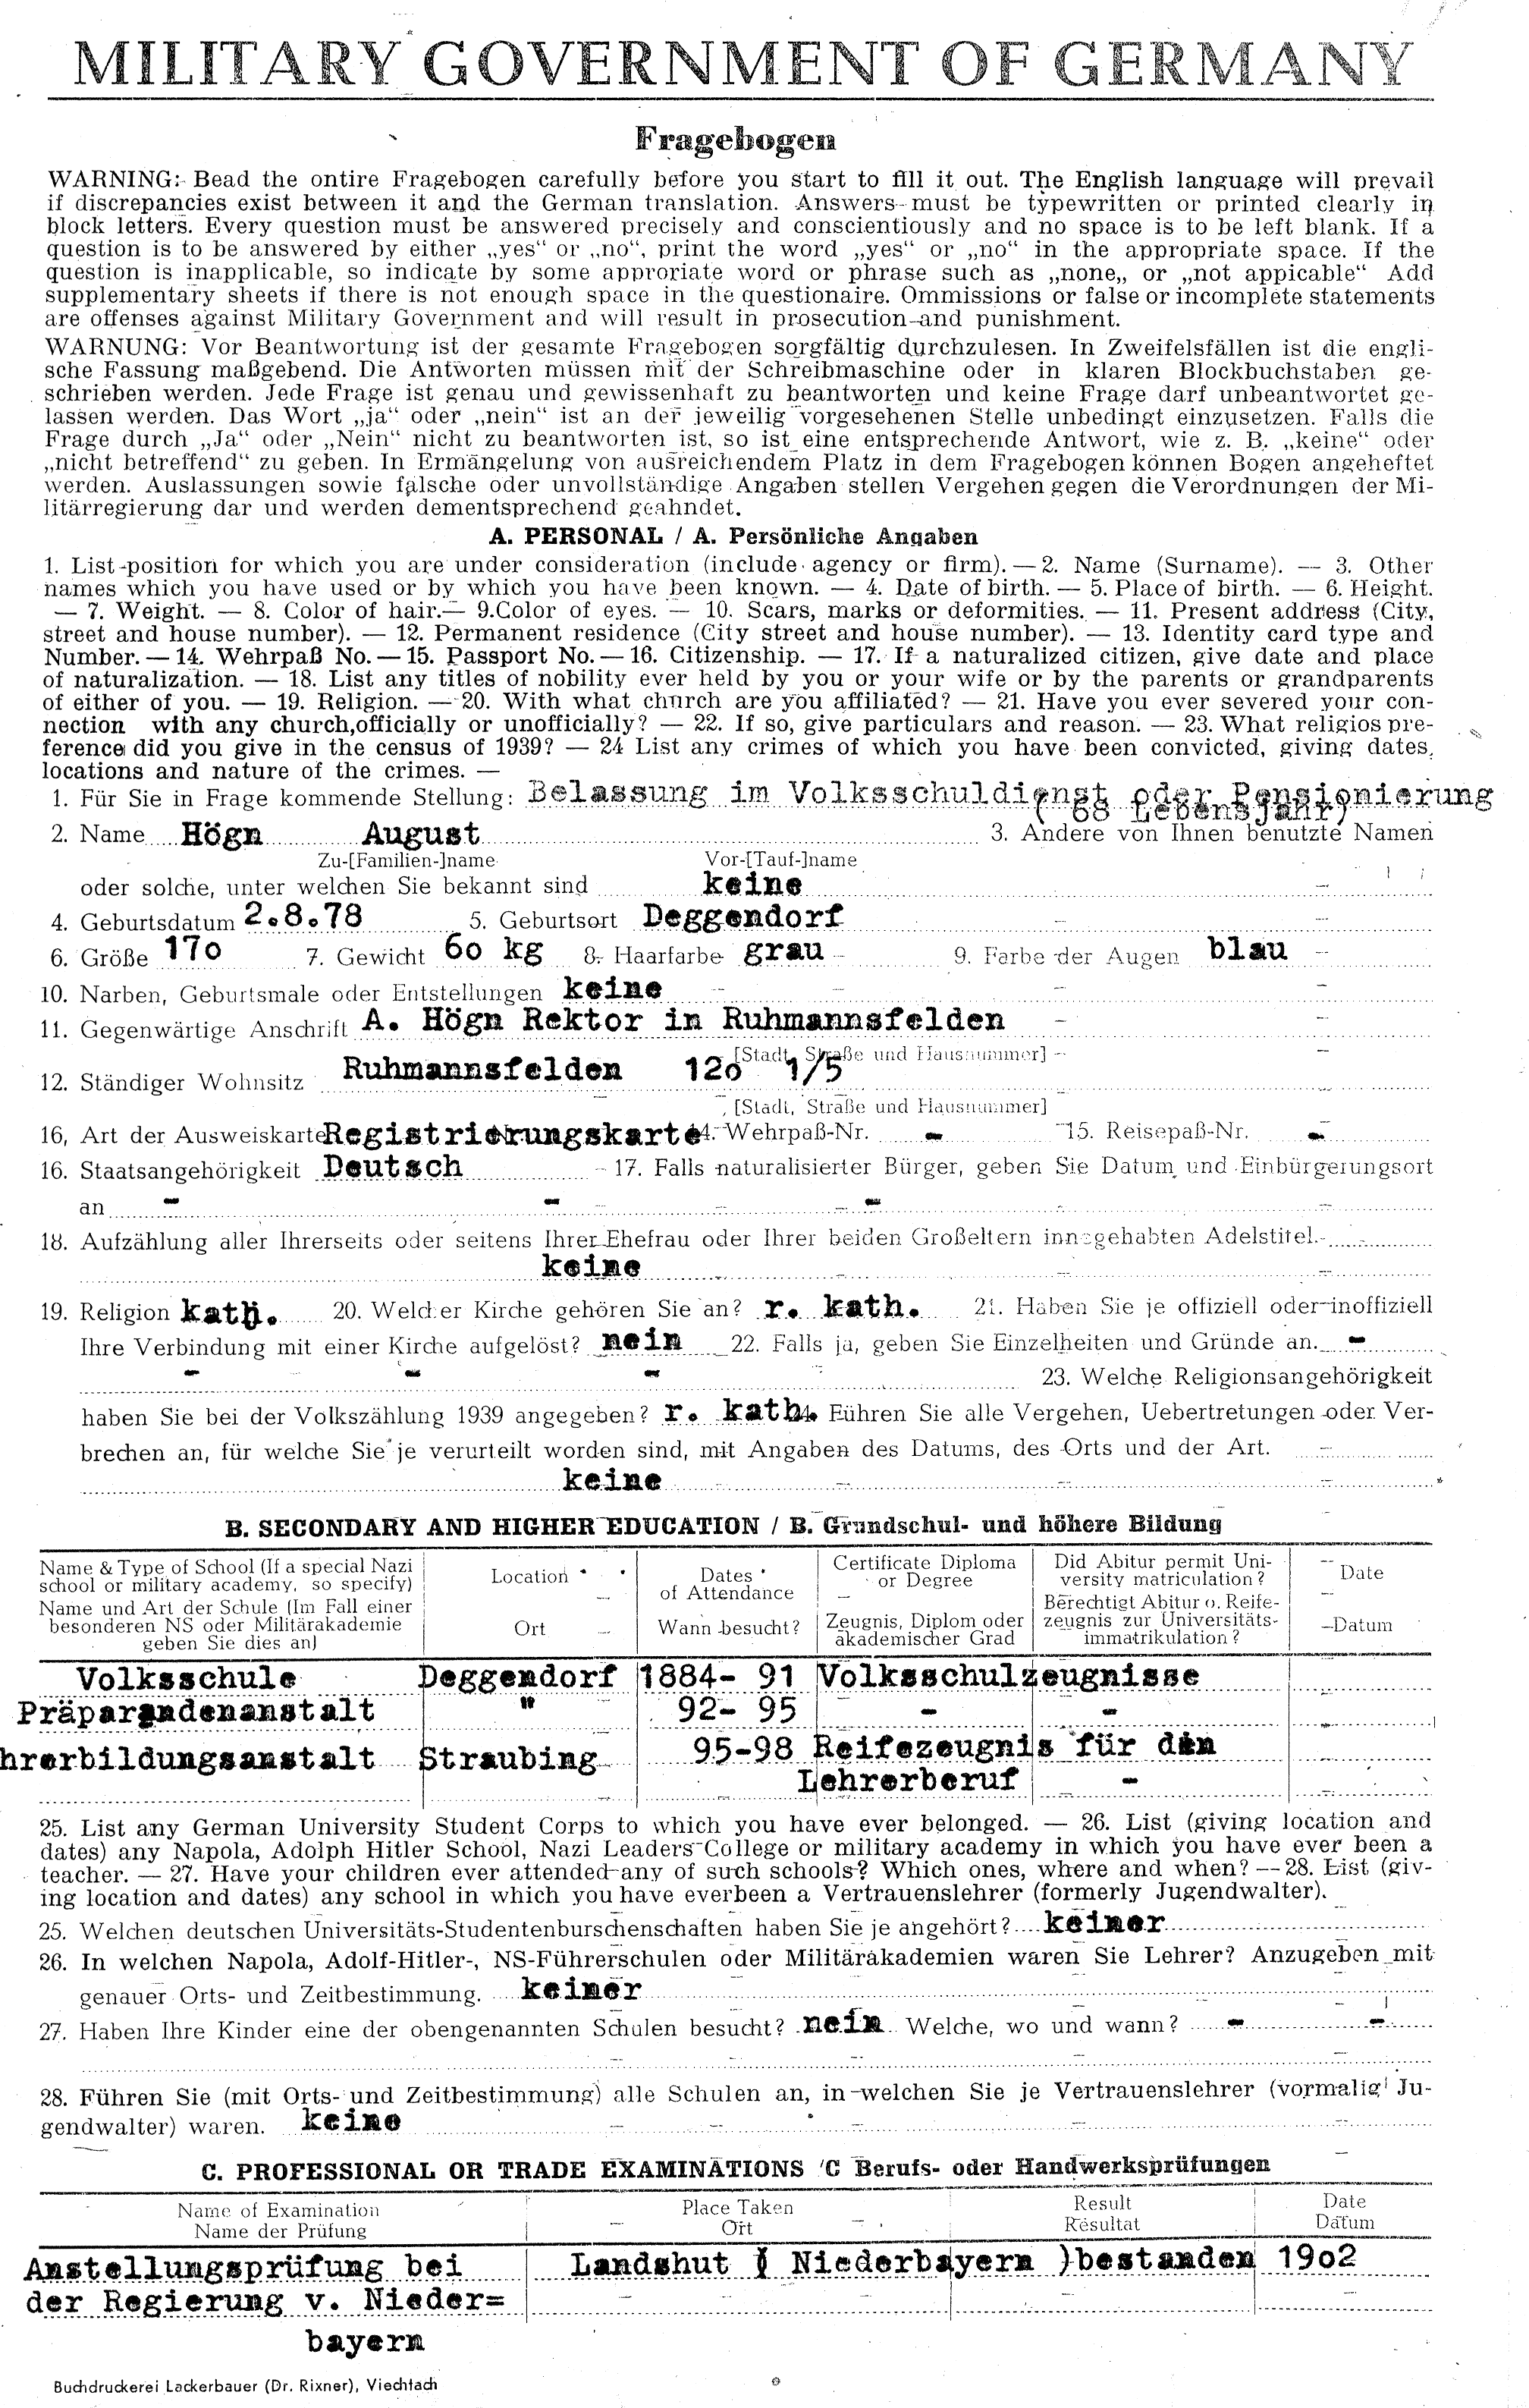 MILITARY GOVERNMENT OF GERMANY
Fragebogen
WARNING: Bead the ontire Fragebogen carefully before you start to fill it out. The English language will prevail
if discrepancies exist between it and the German translation. Answers must be typewritten or printed clearly in
block letters. Every question must be answered precisely and conscientiously and no space is to be left blank. If a
question is to be answered by either „yes“ or „no“, print the word „yes“ or „no“ in the appropriate space. If the
question is inapplicable, so indicate by some approriate word or phrase such as „none„ or „not appicable“ Add
supplementary sheets if there is not enough space in the questionaire. Ommissions or false or incomplete statements
are offenses against Military Government and will result in prosecution and punishment.
WARNUNG: Vor Beantwortung ist der gesamte Fragebogen sorgfältig durchzulesen. In Zweifelsfällen ist die engli-
sche Fassung maßgebend. Die Antworten müssen mit der Schreibmaschine oder in klaren Blockbuchstaben ge-
schrieben werden. Jede Frage ist genau und gewissenhaft zu beantworten und keine Frage darf unbeantwortet ge-
lassen werden. Das Wort „ja“ oder „nein“ ist an der jeweilig vorgesehenen Stelle unbedingt einzusetzen. Falls die
Frage durch „Ja“ oder „Nein“ nicht zu beantworten ist, so ist eine entsprechende Antwort, wie z. B. „keine“ oder
„nicht betreffend“ zu geben. In Ermangelung von ausreichendem Platz in dem Fragebogen können Bogen angeheftet
werden. Auslassungen sowie falsche oder unvollständige Angaben stellen Vergehen gegen die Verordnungen der Mi-
litärregierung dar und werden dementsprechend geahndet.
A. PERSONAL / A. Persönliche Angaben
1. List position for which you are under consideration (include agency or firm). — 2. Name (Surname). — 3. Other
names which you have used or by which you have been known. — 4. Date of birth. — 5. Place of birth. — 6. Height.
— 7. Weight. — 8. Color of hair. — 9.Color of eyes. — 10. Scars, marks or deformities. — 11. Present address (City,
street and house number). — 12. Permanent residence (City street and house number). — 13. Identity card type and
Number. — 14. Wehrpaß No. — 15. Passport No. — 16. Citizenship. — 17. If a naturalized citizen, give date and place
of naturalization. — 18. List any titles of nobility ever held by you or your wife or by the parents or grandparents
of either of you. — 19. Religion. — 20. With what church are you affiliated? — 21. Have you ever severed your con-
nection with any church,officially or unofficially? — 22. If so, give particulars and reason. — 23. What religios pre-
ference did you give in the census of 1939? — 24 List any crimes of which you have been convicted, giving dates,
locations and nature of the crimes. —
1. Für Sie in Frage kommende Stellung: Belassung im Volksschuldienst oder Pensionierung
( 68 Lebensjahr)
2. Name Högn August 3. Andere von Ihnen benutzte Namen
Zu-[Familien-]name Vor-[Tauf-]name
oder solche, unter welchen Sie bekannt sind keine
4. Geburtsdatum 2.8.78 5. Geburtsort Deggendorf
6. Größe 17o 7. Gewicht 6o kg 8. Haarfarbe grau 9. Farbe der Augen blau
10. Narben, Geburtsmale oder Entstellungen keine
11. Gegenwärtige Anschrift A. Högn Rektor in Ruhmannsfelden
[Stadt, Straße und Hausnummer]
12. Ständiger Wohnsitz Ruhmannsfelden 12o 1/5
[Stadt, Straße und Hausnummer]
16, Art der Ausweiskarte Registrierungskarte 14. Wehrpaß-Nr. - 15. Reisepaß-Nr. -
16. Staatsangehörigkeit Deutsch 17. Falls naturalisierter Bürger, geben Sie Datum und Einbürgerungsort
an - - -
18. Aufzählung aller Ihrerseits oder seitens Ihrer Ehefrau oder Ihrer beiden Großeltern innegehabten Adelstitel.
keine
19. Religion kath. 20. Welcher Kirche gehören Sie an? r. kath. 21. Haben Sie je offiziell oder inoffiziell
Ihre Verbindung mit einer Kirche aufgelöst? nein 22. Falls ja, geben Sie Einzelheiten und Gründe an. -
- - - 23. Welche Religionsangehörigkeit
haben Sie bei der Volkszählung 1939 angegeben? r. kath. Führen Sie alle Vergehen, Uebertretungen oder Ver-
brechen an, für welche Sie je verurteilt worden sind, mit Angaben des Datums, des Orts und der Art.
keine
B. SECONDARY AND HIGHER EDUCATION / B. Grundschul- und höhere Bildung
Name & Type of School (If a special Nazi
school or military academy, so specify)
Name und Art der Schule (Im Fall einer
besonderen NS oder Militärakademie
geben Sie dies an)
Location
Ort
Dates
of Attendance
Wann besucht?
Certificate Diploma
or Degree
Zeugnis, Diplom oder
akademischer Grad
Did Abitur permit Uni-
versity matriculation?
Berechtigt Abitur o. Reife-
zeugnis zur Universitäts-
immatrikulation?
Date
Datum
Volksschule Deggendorf 1884- 91 Volksschulzeugnisse
Präparandenanstalt " 92- 95 - -
hrerbildungsanstalt Straubing 95-98 Reifezeugnis für den
Lehrerberuf -
25. List any German University Student Corps to which you have ever belonged. — 26. List (giving location and
dates) any Napola, Adolph Hitler School, Nazi Leaders College or military academy in which you have ever been a
teacher. — 27. Have your children ever attended any of such schools? Which ones, where and when? — 28. List (giv-
ing location and dates) any school in which you have everbeen a Vertrauenslehrer (formerly Jugendwalter).
25. Welchen deutschen Universitäts-Studentenburschenschaften haben Sie je angehört? keiner
26. In welchen Napola, Adolf-Hitler-, NS-Führerschulen oder Militärakademien waren Sie Lehrer? Anzugeben mit
genauer Orts- und Zeitbestimmung. keiner
27. Haben Ihre Kinder eine der obengenannten Schulen besucht? nein Welche, wo und wann? - -
28. Führen Sie (mit Orts- und Zeitbestimmung) alle Schulen an, in welchen Sie je Vertrauenslehrer (vormalig Ju-
gendwalter) waren. keine
C. PROFESSIONAL OR TRADE EXAMINATIONS 'C Berufs- oder Handwerksprüfungen
Name of Examination Place Taken Result Date
Name der Prüfung Ort Resultat Datum
Anstellungsprüfung bei Landshut ( Niederbayern )bestanden 19o2
der Regierung v. Nieder=
bayern
Buchdruckerei Lackerbauer (Dr. Rixner), Viechtach